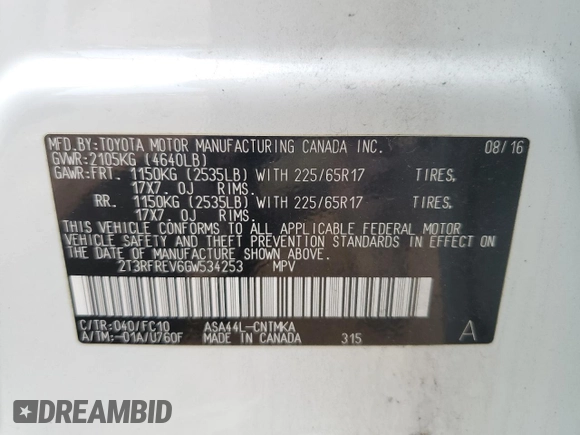 MFD.BY:TOYOTA MOTOR MANUFACTURING CANADA INC. 08/16
GVWR:2105KG (4640LB)
GAWR:FRT. 1150KG (2535LB) WITH 225/65R17 TIRES,
17X7. 0J RIMS.
RR. 1150KG (2535LB) WITH 225/65R17 TIRES,
17X7. 0J RIMS.
THIS VEHICLE CONFORMS TO ALL APPLICABLE FEDERAL MOTOR
VEHICLE SAFETY AND THEFT PREVENTION STANDARDS IN EFFECT ON
THE DATE OF MANUFACTURE SHOWN ABOVE.
2T3RFREV6GW534253 MPV
C/TR:040/FC10 ASA44L-CNTMKA
A/TM:-01A/U760F MADE IN CANADA 315 A
DREAMBID